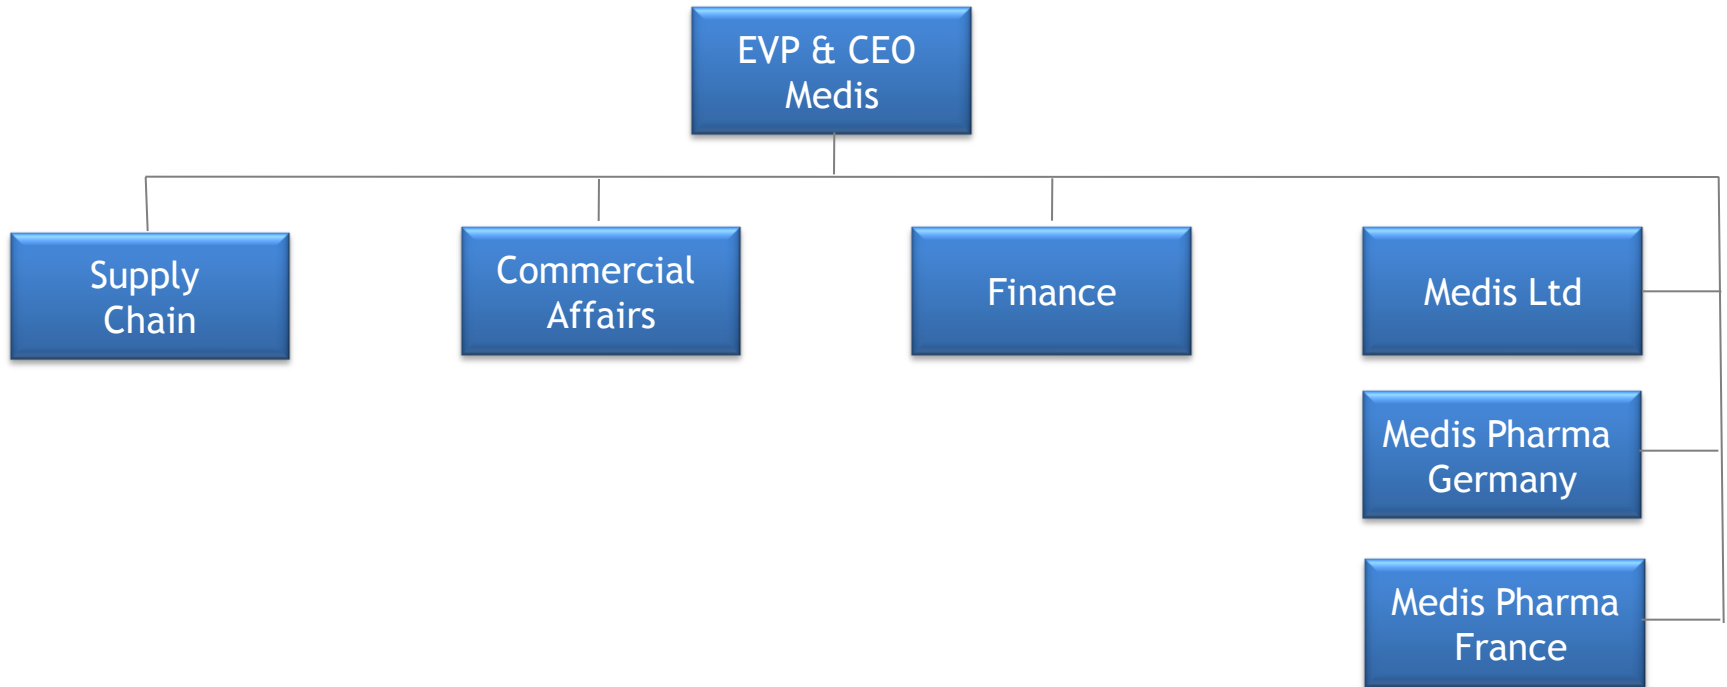 EVP & CEO
Medis
Supply
Chain
Commercial
Affairs
Finance
Medis Ltd
Medis Pharma
Germany
Medis Pharma
France